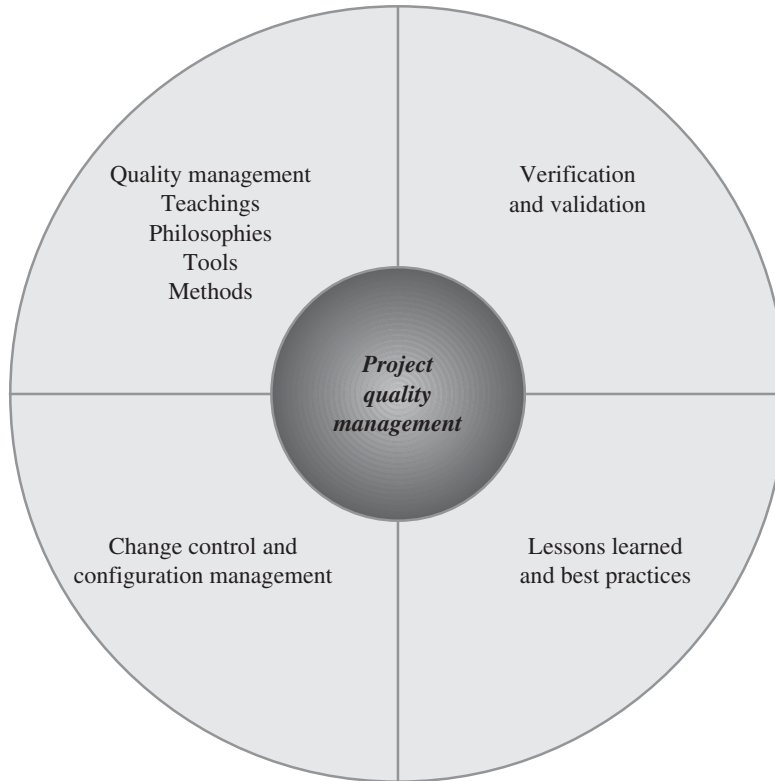 Quality management
Teachings
Philosophies
Tools
Methods
Verification
and validation
Project
quality
management
Change control and
configuration management
Lessons learned
and best practices